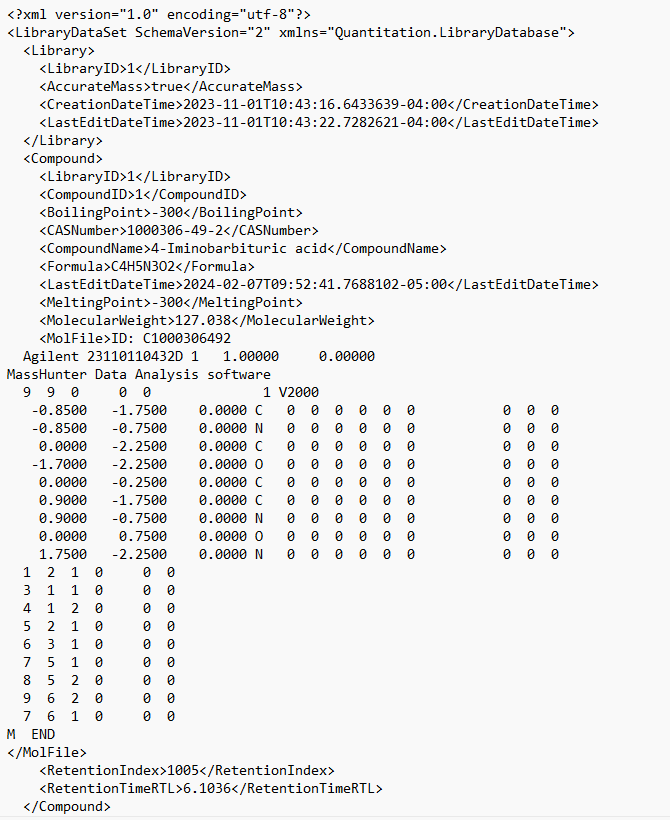 <?xml version="1.0" encoding="utf-8"?>
<LibraryDataSet SchemaVersion="2" xmlns="Quantitation.LibraryDatabase">
  <Library>
    <LibraryID>1</LibraryID>
    <AccurateMass>true</AccurateMass>
    <CreationDateTime>2023-11-01T10:43:16.6433639-04:00</CreationDateTime>
    <LastEditDateTime>2023-11-01T10:43:22.7282621-04:00</LastEditDateTime>
  </Library>
  <Compound>
    <LibraryID>1</LibraryID>
    <CompoundID>1</CompoundID>
    <BoilingPoint>-300</BoilingPoint>
    <CASNumber>1000306-49-2</CASNumber>
    <CompoundName>4-Iminobarbituric acid</CompoundName>
    <Formula>C4H5N3O2</Formula>
    <LastEditDateTime>2024-02-07T09:52:41.7688102-05:00</LastEditDateTime>
    <MeltingPoint>-300</MeltingPoint>
    <MolecularWeight>127.038</MolecularWeight>
    <MolFile>ID: C1000306492
  Agilent 23110110432D 1   1.00000     0.00000
MassHunter Data Analysis software
  9  9  0     0  0              1 V2000
   -0.8500   -1.7500    0.0000 C   0  0  0  0  0  0           0  0  0
   -0.8500   -0.7500    0.0000 N   0  0  0  0  0  0           0  0  0
    0.0000   -2.2500    0.0000 C   0  0  0  0  0  0           0  0  0
   -1.7000   -2.2500    0.0000 O   0  0  0  0  0  0           0  0  0
    0.0000   -0.2500    0.0000 C   0  0  0  0  0  0           0  0  0
    0.9000   -1.7500    0.0000 C   0  0  0  0  0  0           0  0  0
    0.9000   -0.7500    0.0000 N   0  0  0  0  0  0           0  0  0
    0.0000    0.7500    0.0000 O   0  0  0  0  0  0           0  0  0
    1.7500   -2.2500    0.0000 N   0  0  0  0  0  0           0  0  0
  1  2  1  0     0  0
  3  1  1  0     0  0
  4  1  2  0     0  0
  5  2  1  0     0  0
  6  3  1  0     0  0
  7  5  1  0     0  0
  8  5  2  0     0  0
  9  6  2  0     0  0
  7  6  1  0     0  0
M  END
</MolFile>
    <RetentionIndex>1005</RetentionIndex>
    <RetentionTimeRTL>6.1036</RetentionTimeRTL>
  </Compound>